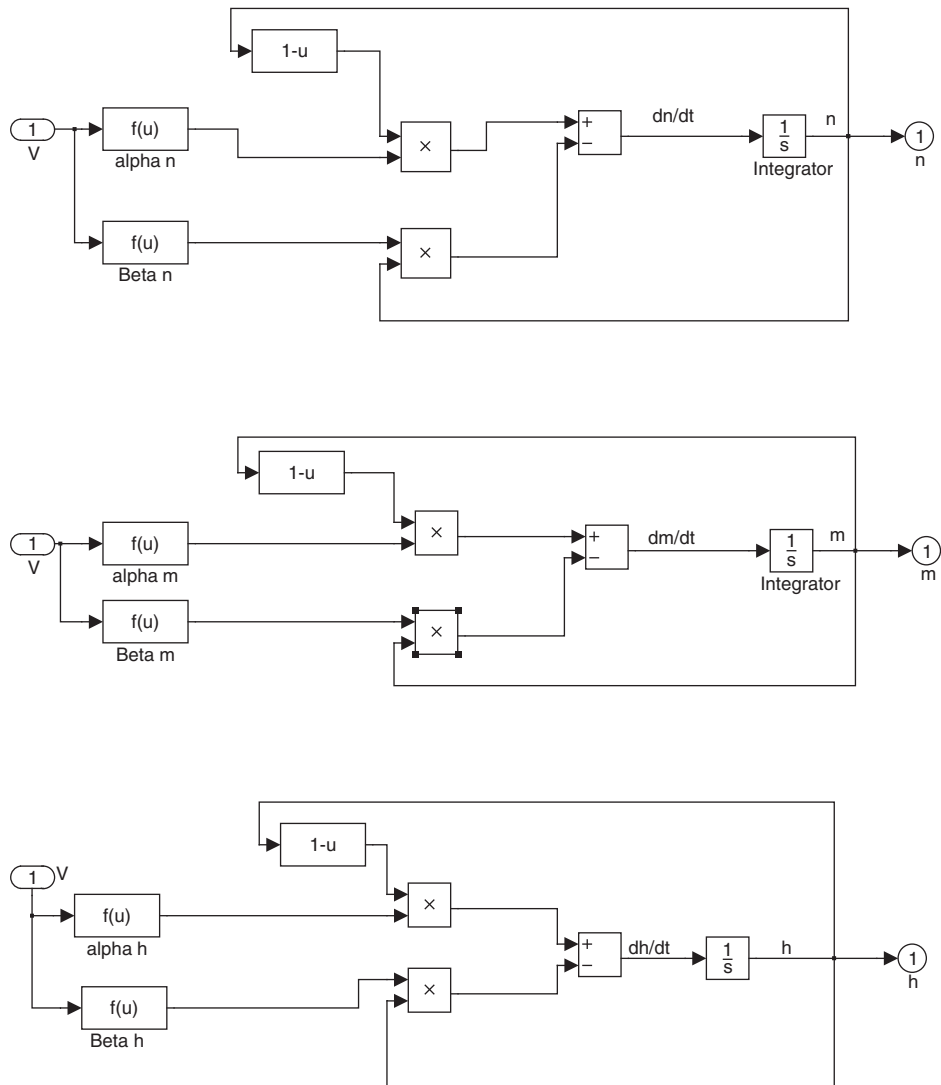 1-u
1
V
f(u)
alpha n
f(u)
Beta n
×
×
+
−
dn/dt
1
s
Integrator
n
1
n
1-u
1
V
f(u)
alpha m
f(u)
Beta m
×
×
+
−
dm/dt
1
s
Integrator
m
1
m
1-u
1
V
f(u)
alpha h
f(u)
Beta h
×
×
+
−
dh/dt
1
s
h
1
h